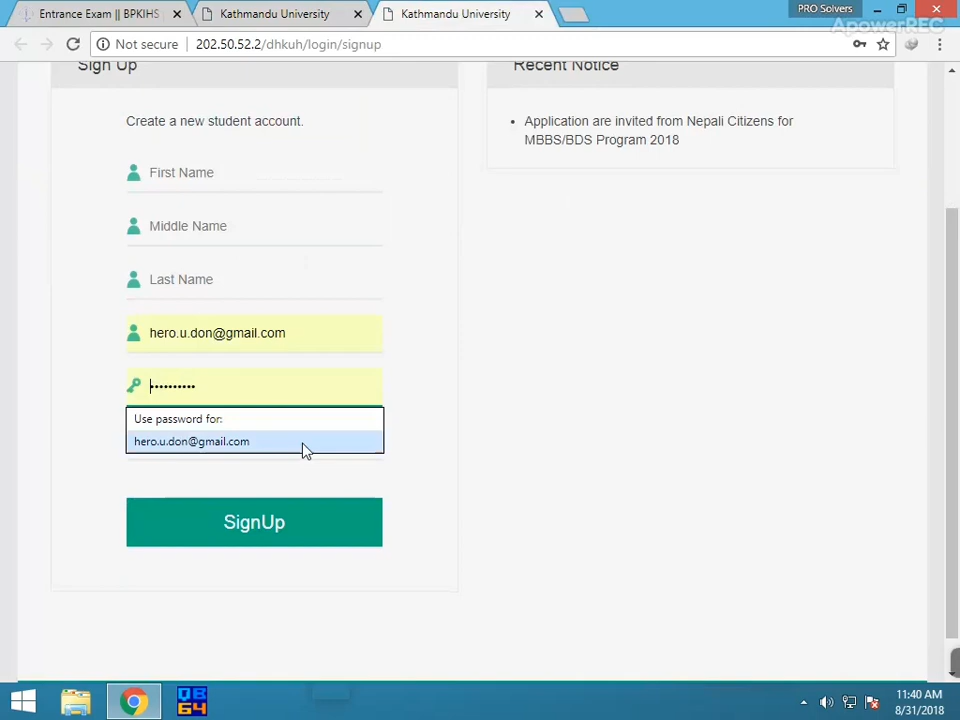 Entrance Exam || BPKIHS
Kathmandu University
Kathmandu University
PRO Solvers
ApowerREC
Not secure
202.50.52.2/dhkuh/login/signup
Sign Up
Recent Notice
Create a new student account.
Application are invited from Nepali Citizens for
MBBS/BDS Program 2018
First Name
Middle Name
Last Name
hero.u.don@gmail.com
Use password for:
hero.u.don@gmail.com
SignUp
QB
64
11:40 AM
8/31/2018